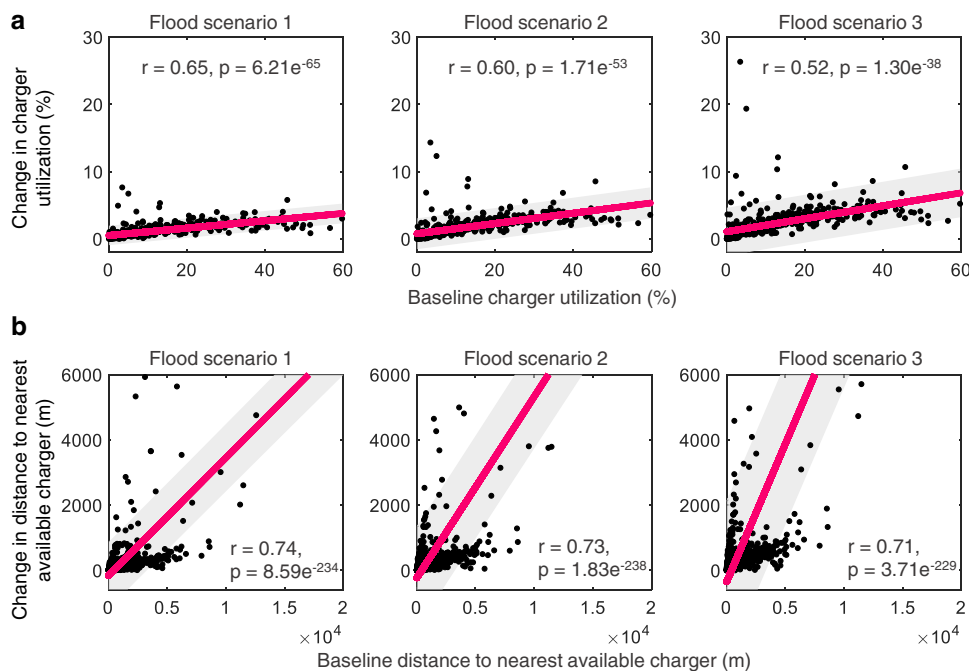 a
Flood scenario 1
Flood scenario 2
Flood scenario 3
Change in charger
utilization (%)
30
20
10
0
r = 0.65, p = 6.21e-65
0 20 40 60
30
20
10
0
r = 0.60, p = 1.71e-53
0 20 40 60
30
20
10
0
r = 0.52, p = 1.30e-38
0 20 40 60
Baseline charger utilization (%)
b
Flood scenario 1
Flood scenario 2
Flood scenario 3
Change in distance to nearest
available charger (m)
6000
4000
2000
0
r = 0.74,
p = 8.59e-234
0 0.5 1 1.5 2
×104
6000
4000
2000
0
r = 0.73,
p = 1.83e-238
0 0.5 1 1.5 2
×104
6000
4000
2000
0
r = 0.71,
p = 3.71e-229
0 0.5 1 1.5 2
×104
Baseline distance to nearest available charger (m)